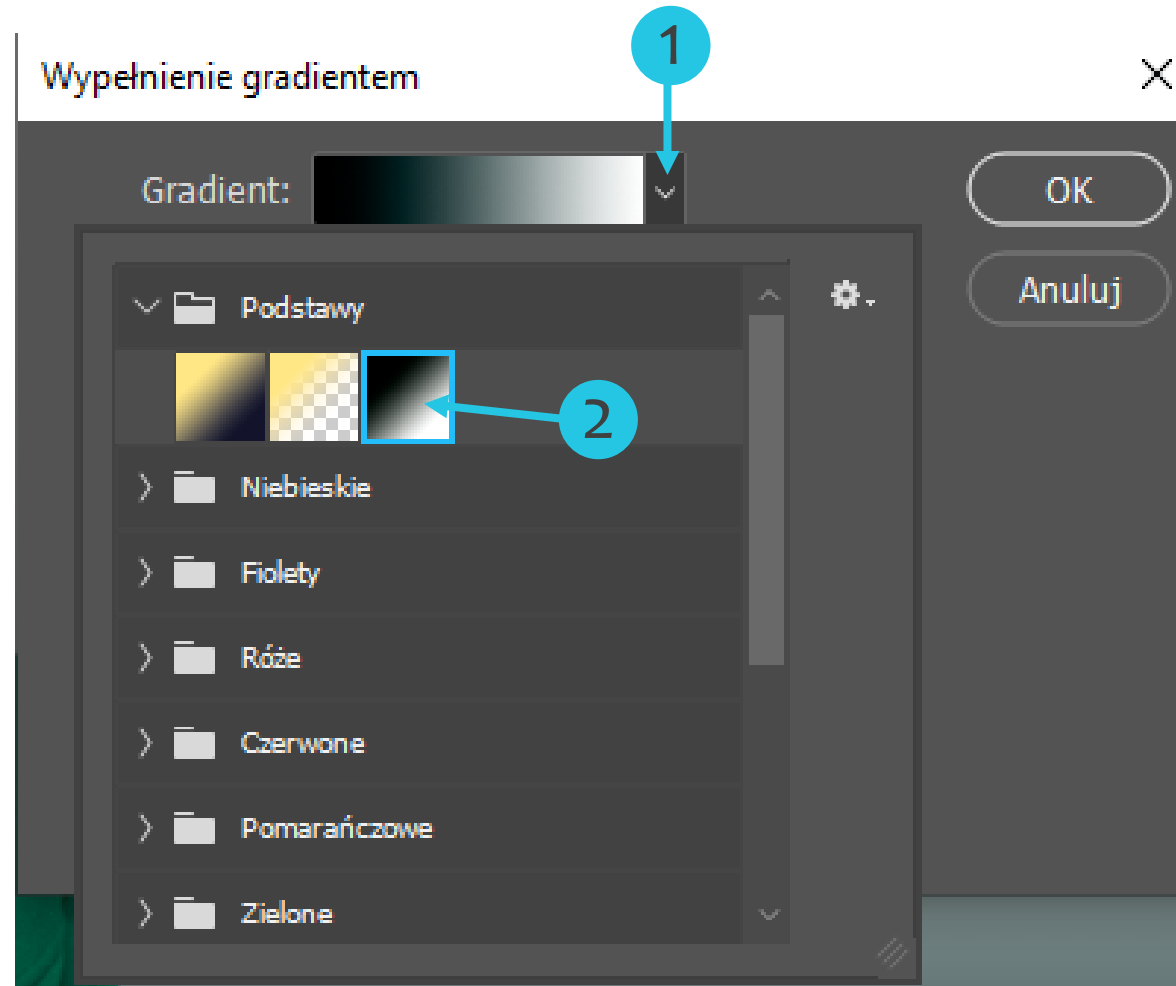 1
Wypełnienie gradientem
Gradient:
OK
Anuluj
Podstawy
2
Niebieskie
Fiolety
Róże
Czerwone
Pomarańczowe
Zielone